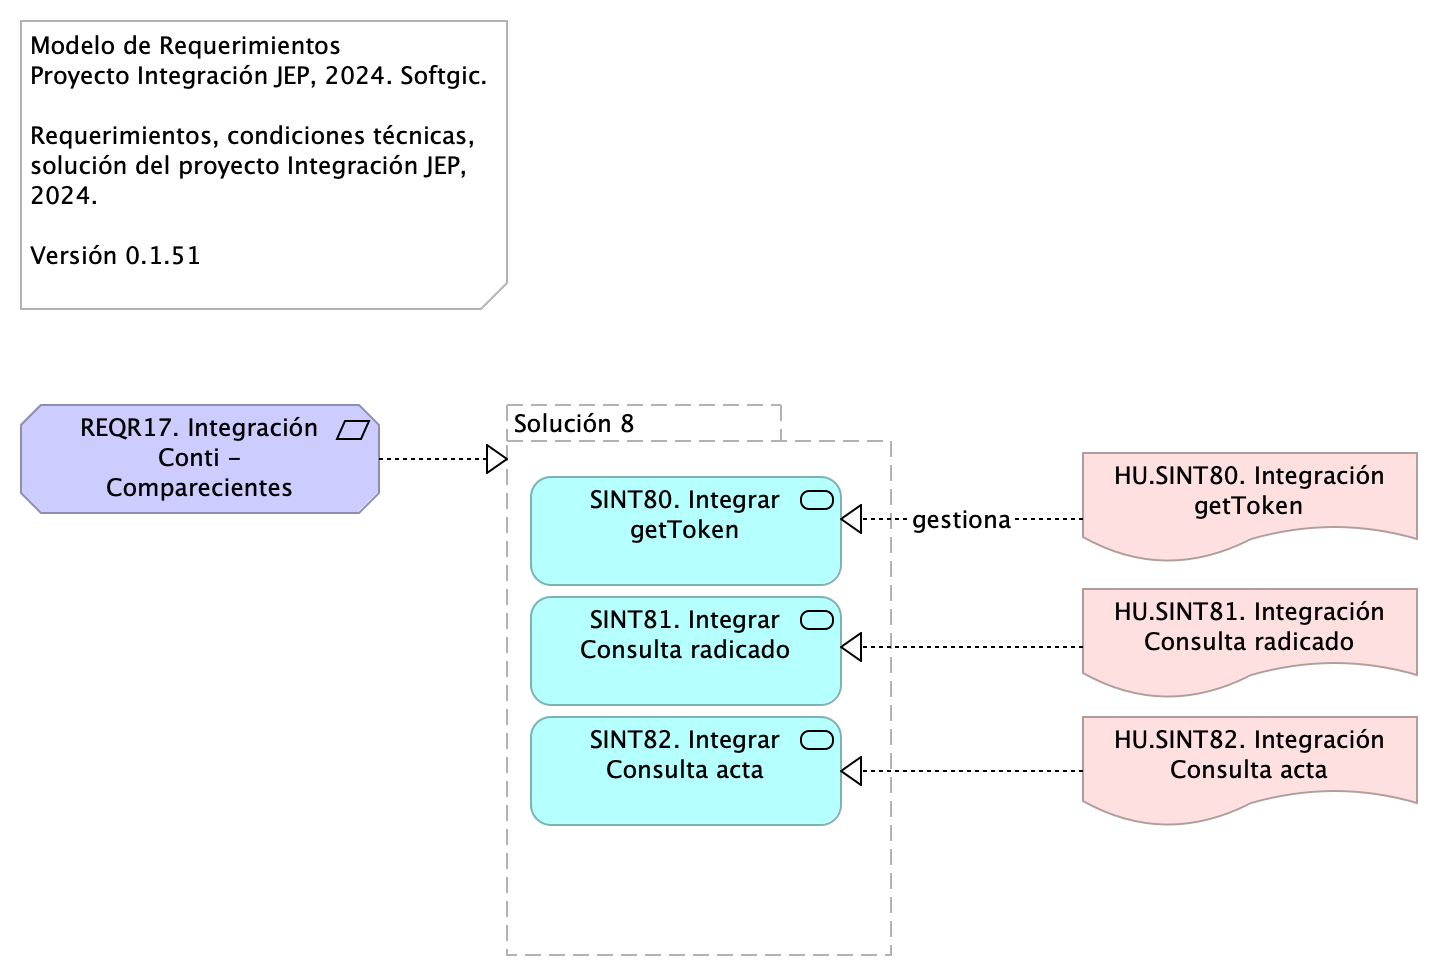 Modelo de Requerimientos
Proyecto Integración JEP, 2024. Softgic.
Requerimientos, condiciones técnicas,
solución del proyecto Integración JEP,
2024.
Versión 0.1.51
REQR17. Integración
Conti -
Comparecientes
Solución 8
SINT80. Integrar
getToken
SINT81. Integrar
Consulta radicado
SINT82. Integrar
Consulta acta
gestiona
HU.SINT80. Integración
getToken
HU.SINT81. Integración
Consulta radicado
HU.SINT82. Integración
Consulta acta